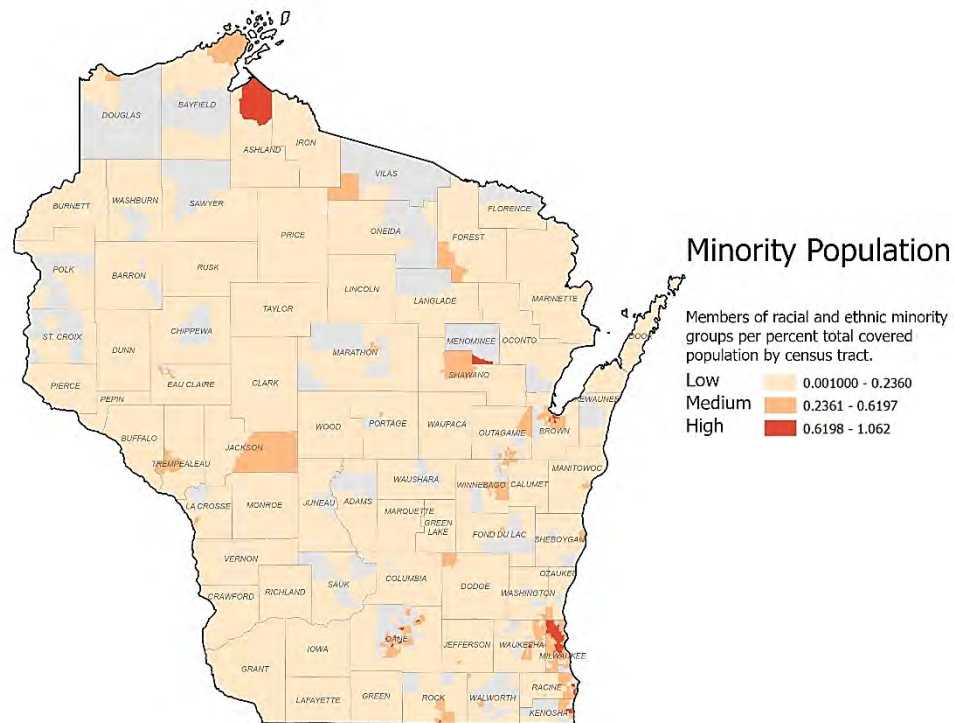 DOUGLAS
BAYFIELD
ASHLAND
IRON
VILAS
BURNETT
WASHBURN
SAWYER
FLORENCE
PRICE
ONEIDA
FOREST
POLK
BARRON
RUSK
LINCOLN
LANGLADE
MARINETTE
TAYLOR
ST. CROIX
CHIPPEWA
DUNN
MARATHON
MENOMINEE
OCONTO
DOOR
SHAWANO
PIERCE
PEPIN
EAU CLAIRE
CLARK
KEWAUNEE
BUFFALO
TREMPEALEAU
JACKSON
WOOD
PORTAGE
WAUPACA
OUTAGAMIE
BROWN
MANITOWOC
LA CROSSE
MONROE
JUNEAU
ADAMS
WAUSHARA
WINNEBAGO
CALUMET
MARQUETTE
GREEN
LAKE
FOND DU LAC
SHEBOYGAN
VERNON
CRAWFORD
RICHLAND
SAUK
COLUMBIA
DODGE
WASHINGTON
OZAUKEE
GRANT
IOWA
DANE
JEFFERSON
WAUKESHA
MILWAUKEE
LAFAYETTE
GREEN
ROCK
WALWORTH
RACINE
KENOSHA
Minority Population
Members of racial and ethnic minority
groups per percent total covered
population by census tract.
Low 0.001000 - 0.2360
Medium 0.2361 - 0.6197
High 0.6198 - 1.062